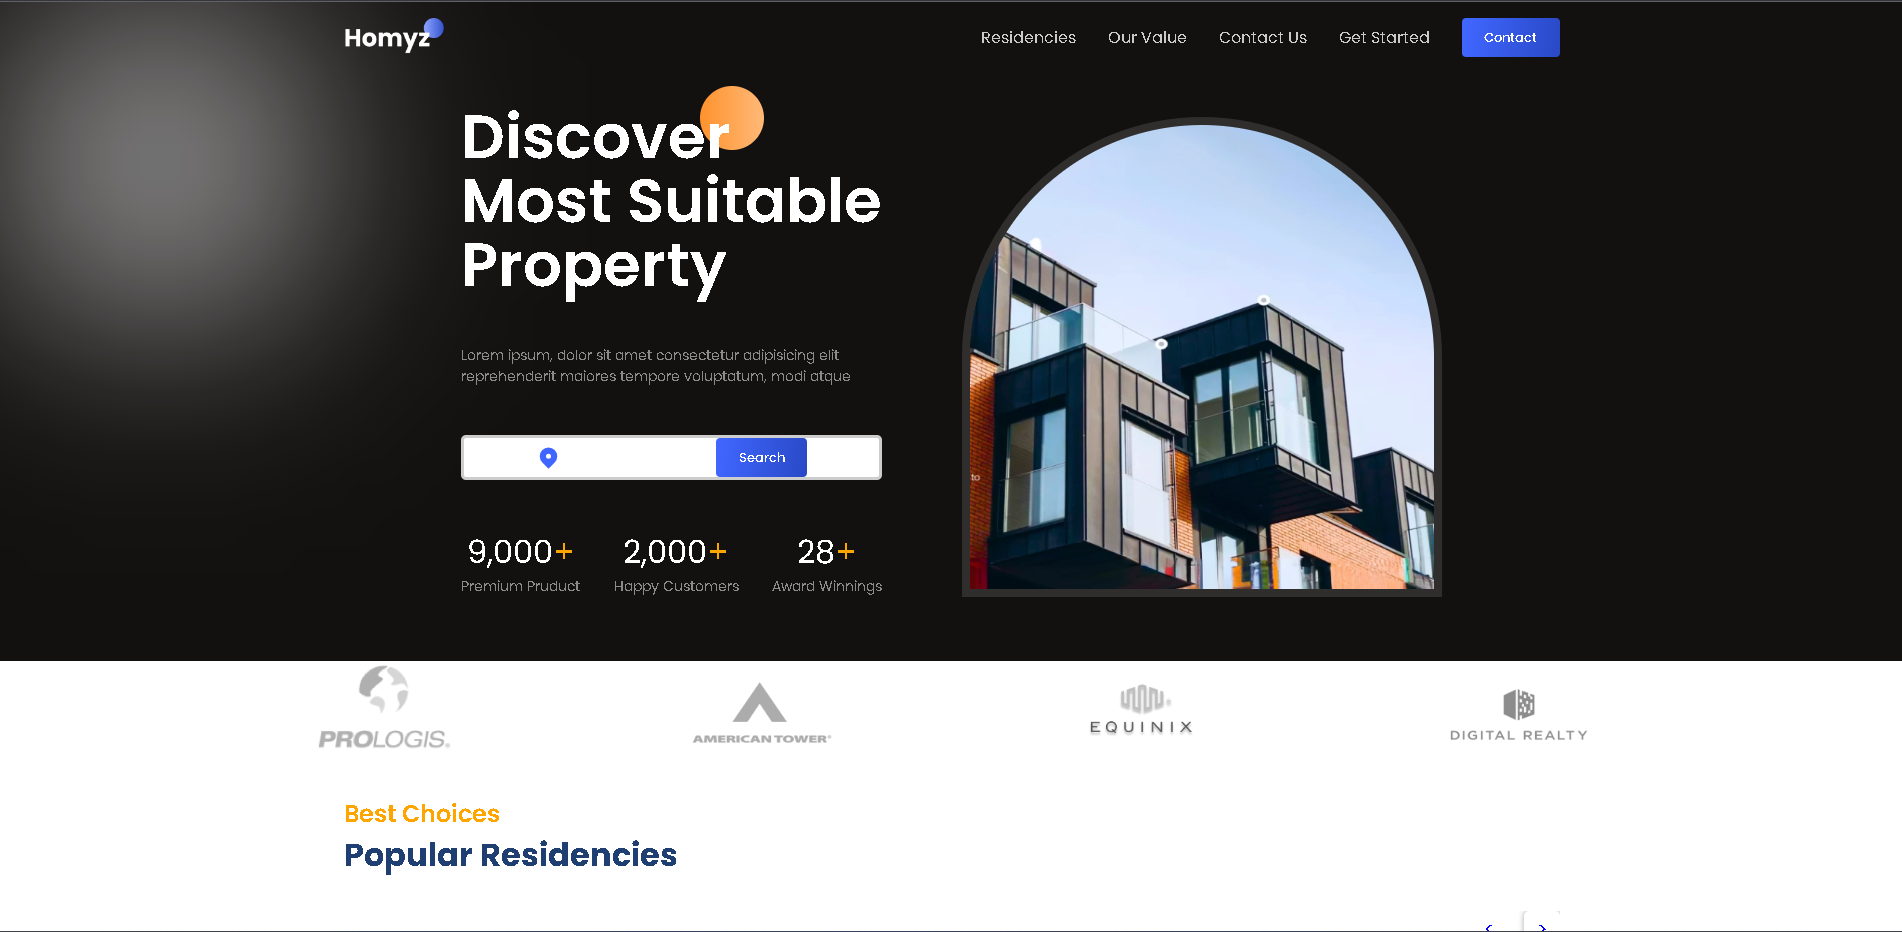 Homyz
Residencies Our Value Contact Us Get Started Contact
Discover
Most Suitable
Property
Lorem ipsum, dolor sit amet consectetur adipisicing elit
reprehenderit maiores tempore voluptatum, modi atque
Search
9,000+ 2,000+ 28+
Premium Pruduct Happy Customers Award Winnings
to
PROLOGIS.
AMERICAN TOWER®
EQUINIX
DIGITAL REALTY
Best Choices
Popular Residencies
< >